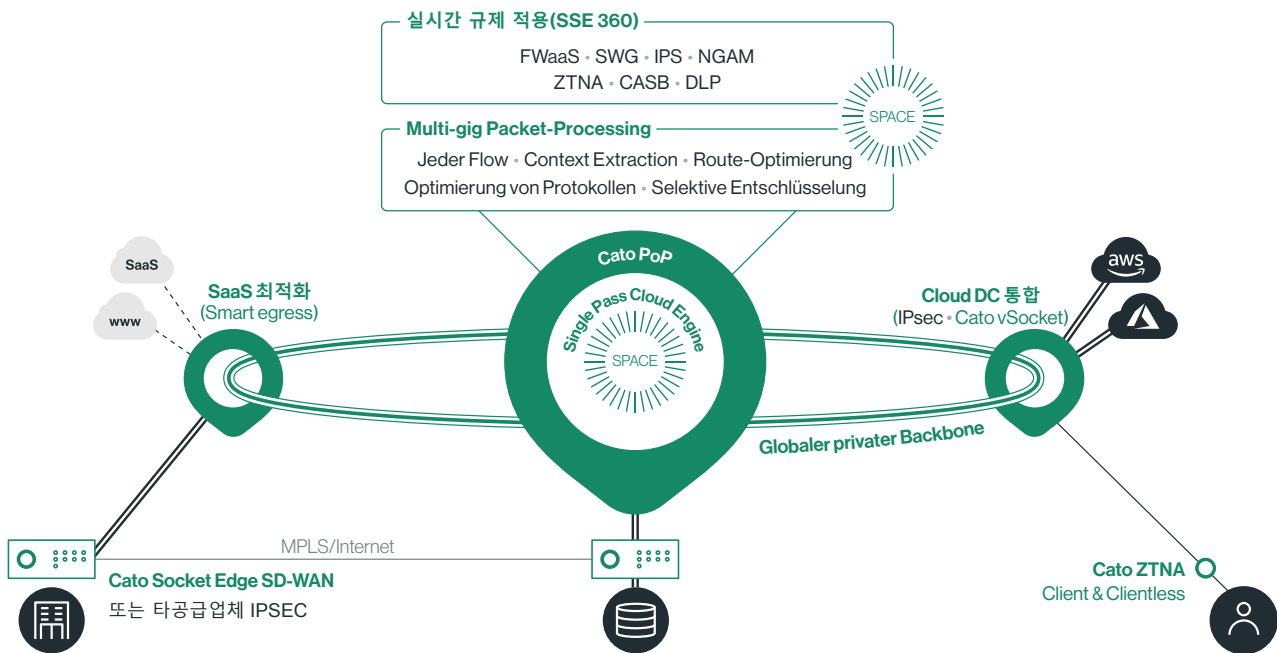 실시간 규제 적용(SSE 360)
FWaaS • SWG • IPS • NGAM
ZTNA • CASB • DLP
SPACE
Multi-gig Packet-Processing
Jeder Flow • Context Extraction • Route-Optimierung
Optimierung von Protokollen • Selektive Entschlüsselung
Cato PoP
Single Pass Cloud Engine
SPACE
SaaS
www
SaaS 최적화
(Smart egress)
aws
Cloud DC 통합
(IPsec • Cato vSocket)
Globaler privater Backbone
MPLS/Internet
Cato Socket Edge SD-WAN
또는 타공급업체 IPSEC
Cato ZTNA
Client & Clientless